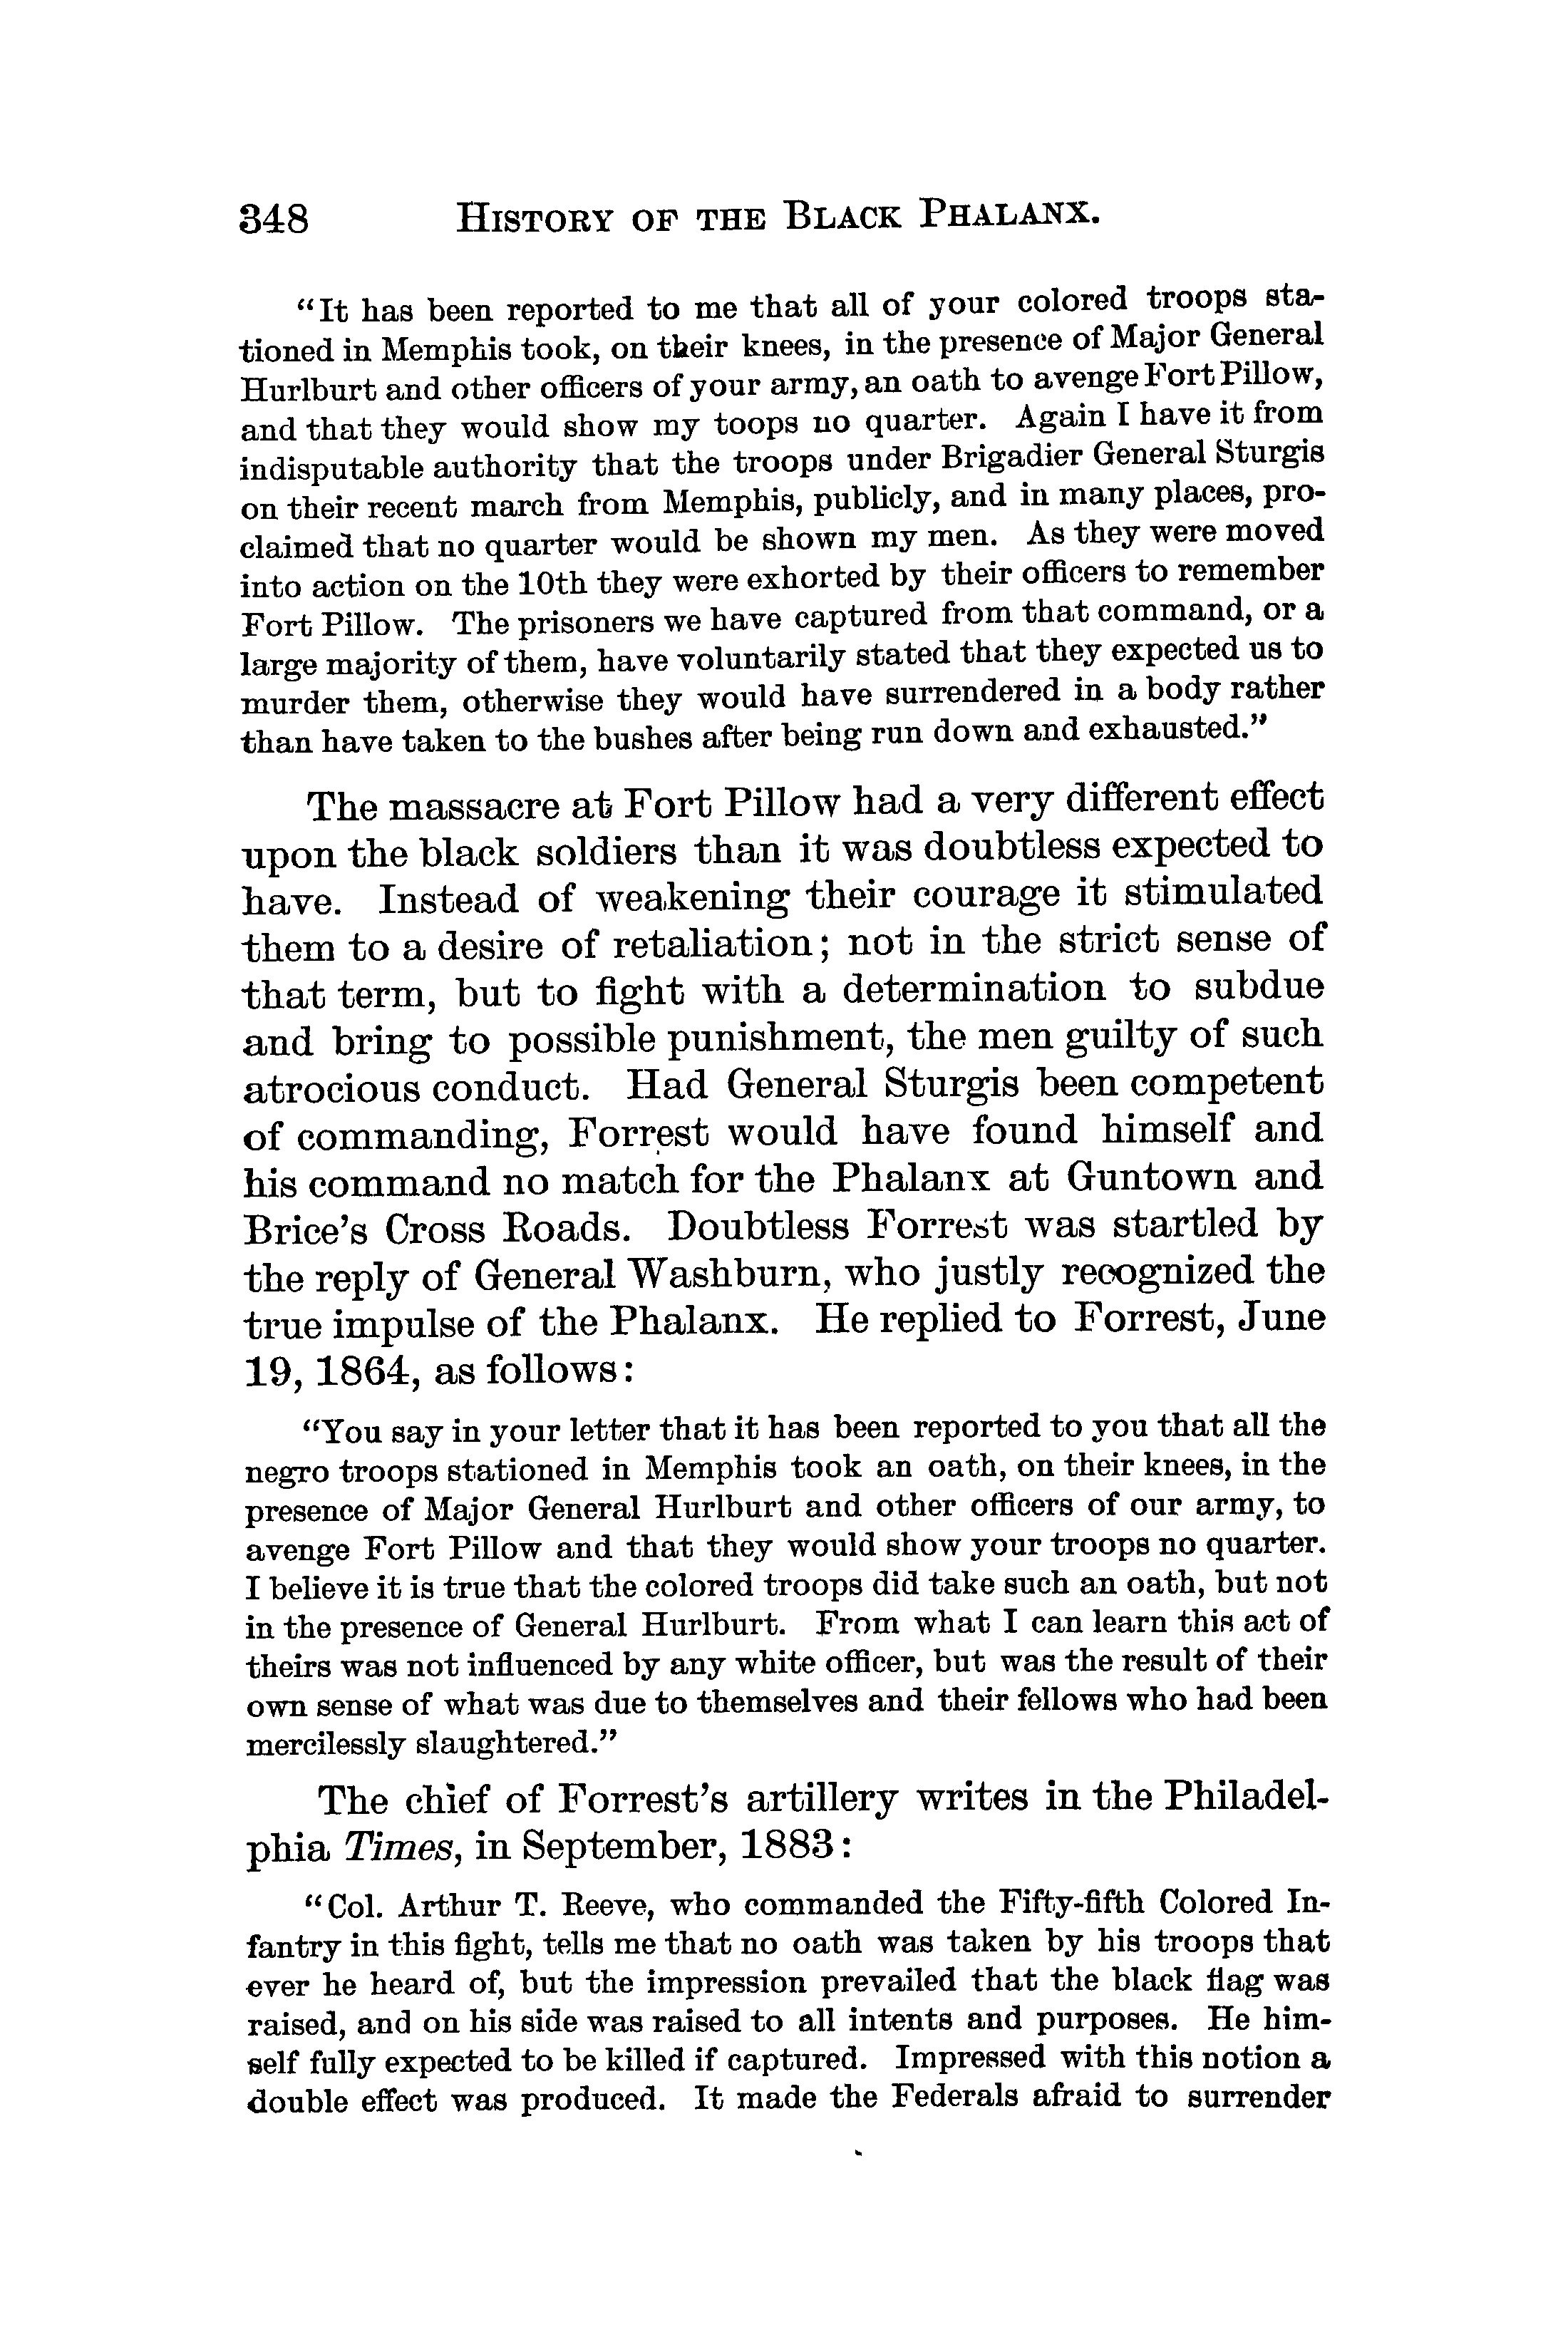 348 HISTORY OF THE BLACK PHALANX.
"It has been reported to me that all of your colored troops sta-
tioned in Memphis took, on their knees, in the presence of Major General
Hurlburt and other officers of your army, an oath to avenge Fort Pillow,
and that they would show my toops no quarter. Again I have it from
indisputable authority that the troops under Brigadier General Sturgis
on their recent march from Memphis, publicly, and in many places, pro-
claimed that no quarter would be shown my men. As they were moved
into action on the 10th they were exhorted by their officers to remember
Fort Pillow. The prisoners we have captured from that command, or a
large majority of them, have voluntarily stated that they expected us to
murder them, otherwise they would have surrendered in a body rather
than have taken to the bushes after being run down and exhausted."
The massacre at Fort Pillow had a very different effect
upon the black soldiers than it was doubtless expected to
have. Instead of weakening their courage it stimulated
them to a desire of retaliation; not in the strict sense of
that term, but to fight with a determination to subdue
and bring to possible punishment, the men guilty of such
atrocious conduct. Had General Sturgis been competent
of commanding, Forrest would have found himself and
his command no match for the Phalanx at Guntown and
Brice's Cross Roads. Doubtless Forrest was startled by
the reply of General Washburn, who justly recognized the
true impulse of the Phalanx. He replied to Forrest, June
19, 1864, as follows:
"You say in your letter that it has been reported to you that all the
negro troops stationed in Memphis took an oath, on their knees, in the
presence of Major General Hurlburt and other officers of our army, to
avenge Fort Pillow and that they would show your troops no quarter.
I believe it is true that the colored troops did take such an oath, but not
in the presence of General Hurlburt. From what I can learn this act of
theirs was not influenced by any white officer, but was the result of their
own sense of what was due to themselves and their fellows who had been
mercilessly slaughtered."
The chief of Forrest's artillery writes in the Philadel-
phia Times, in September, 1883:
"Col. Arthur T. Reeve, who commanded the Fifty-fifth Colored In-
fantry in this fight, tells me that no oath was taken by his troops that
ever he heard of, but the impression prevailed that the black flag was
raised, and on his side was raised to all intents and purposes. He him-
self fully expected to be killed if captured. Impressed with this notion a
double effect was produced. It made the Federals afraid to surrender